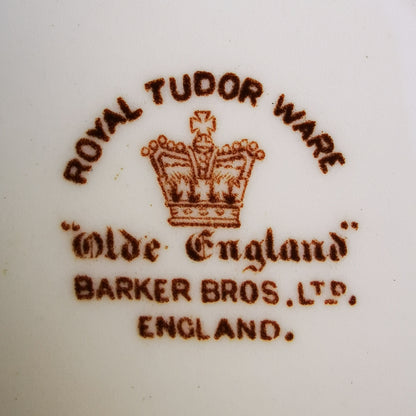 ROYAL TUDOR WARE
"Olde England"
BARKER BROS. LTD.
ENGLAND.